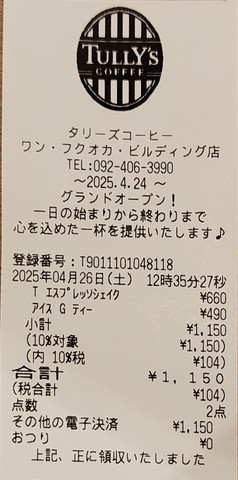 TULLY'S
COFFEE
タリーズコーヒー
ワン・フクオカ・ビルディング店
TEL:092-406-3990
～2025.4.24 ～
グランドオープン！
一日の始まりから終わりまで
心を込めた一杯を提供いたします♪
登録番号：T9011101048118
2025年04月26日(土) 12時35分27秒
T エスプレッソシェイク ¥660
アイス G ティー ¥490
小計 ¥1,150
(10%対象 ¥1,150)
(内 10%税 ¥104)
合計 ¥1,150
(税合計 ¥104)
点数 2点
その他の電子決済 ¥1,150
おつり ¥0
上記、正に領収いたしました